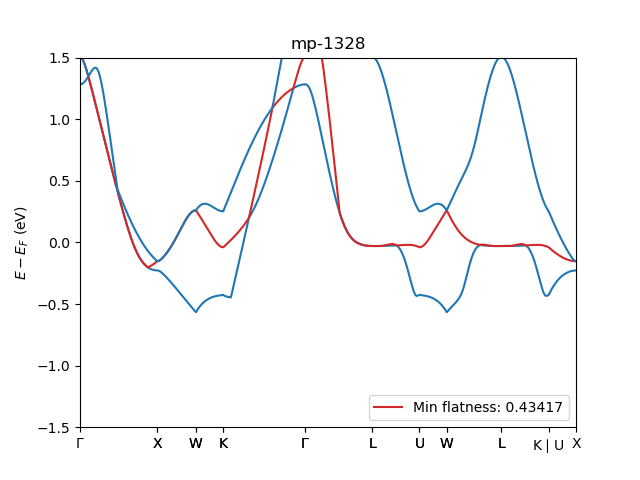 mp-1328
1.5
1.0
0.5
0.0
−0.5
−1.0
−1.5
E − E_F (eV)
Min flatness: 0.43417
Γ X W K Γ L U W L K | U X